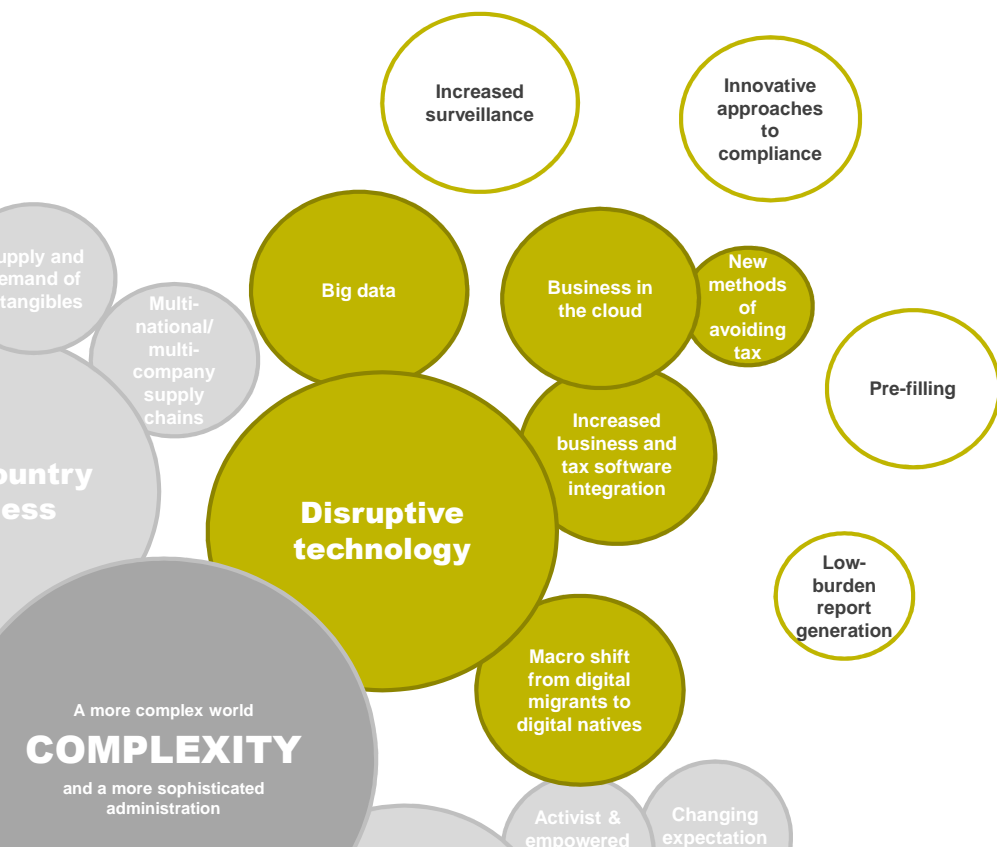 Increased
surveillance
Innovative
approaches
to
compliance
Big data
Business in
the cloud
New
methods
of
avoiding
tax
upply and
emand of
tangibles
Multi-
national/
multi-
company
supply
chains
Pre-filling
Increased
business and
tax software
integration
ountry
ess
Disruptive
technology
Low-
burden
report
generation
Macro shift
from digital
migrants to
digital natives
A more complex world
COMPLEXITY
and a more sophisticated
administration
Activist &
empowered
Changing
expectation